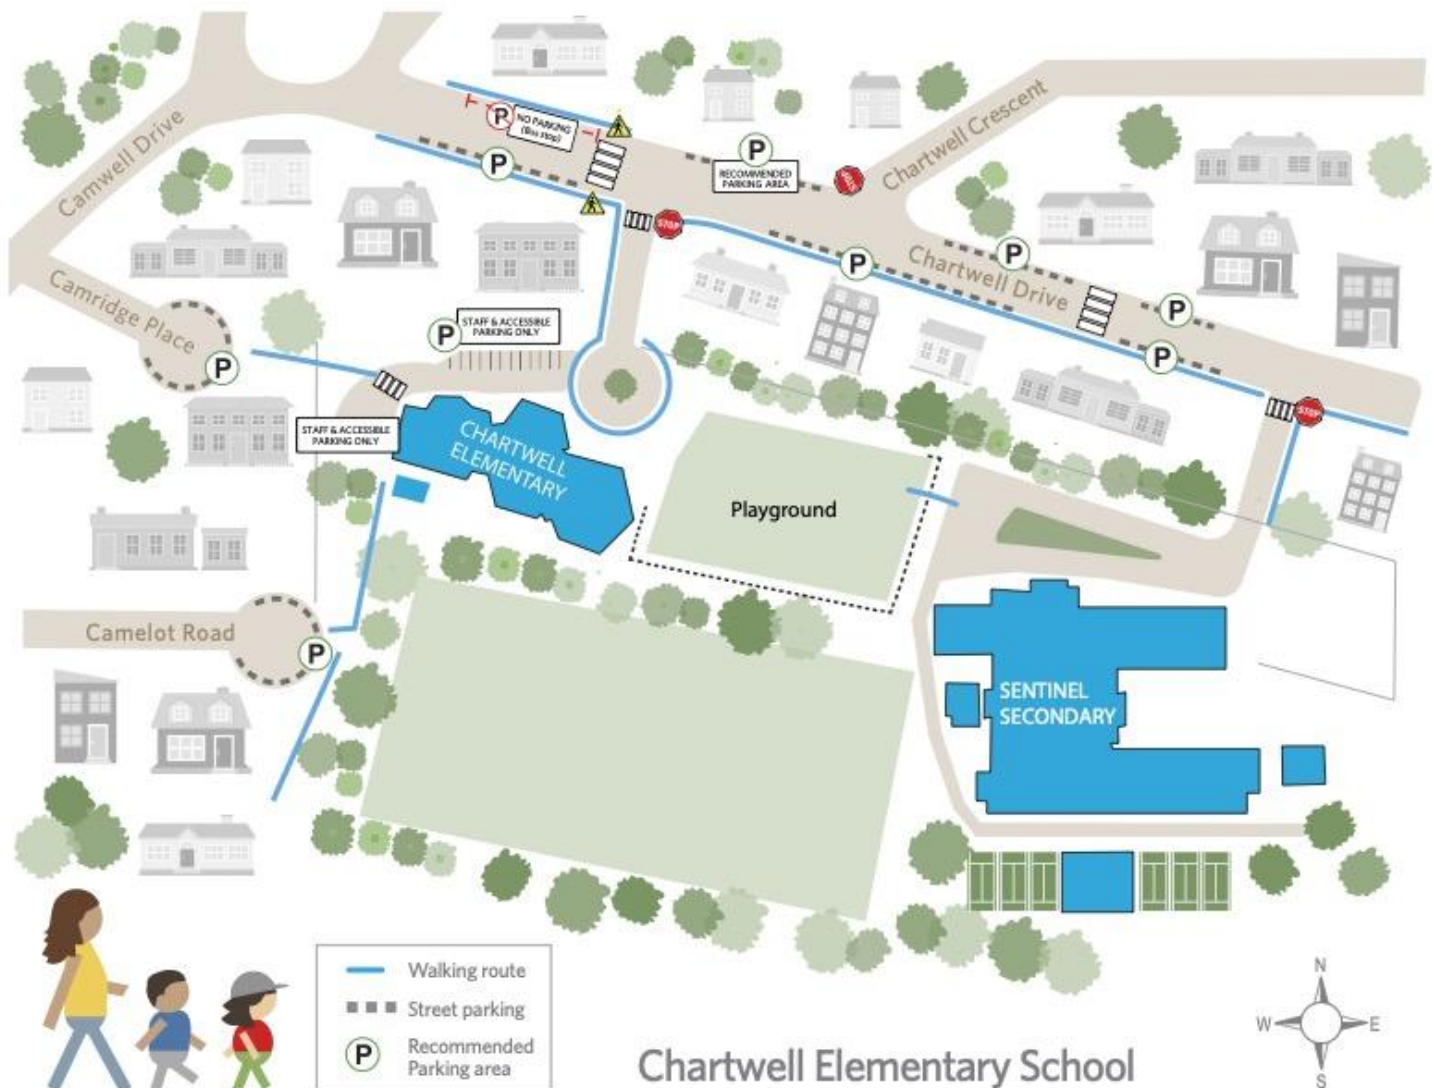 Camwell Drive
P
NO PARKING
(Bus stop)
P
P
RECOMMENDED
PARKING AREA
STOP
Chartwell Crescent
STOP
P
Chartwell Drive
P
P
P
Camridge Place
P
P
STAFF & ACCESSIBLE
PARKING ONLY
STAFF & ACCESSIBLE
PARKING ONLY
CHARTWELL
ELEMENTARY
STOP
Playground
Camelot Road
P
SENTINEL
SECONDARY
Walking route
Street parking
P
Recommended
Parking area
Chartwell Elementary School
N
W
E
S